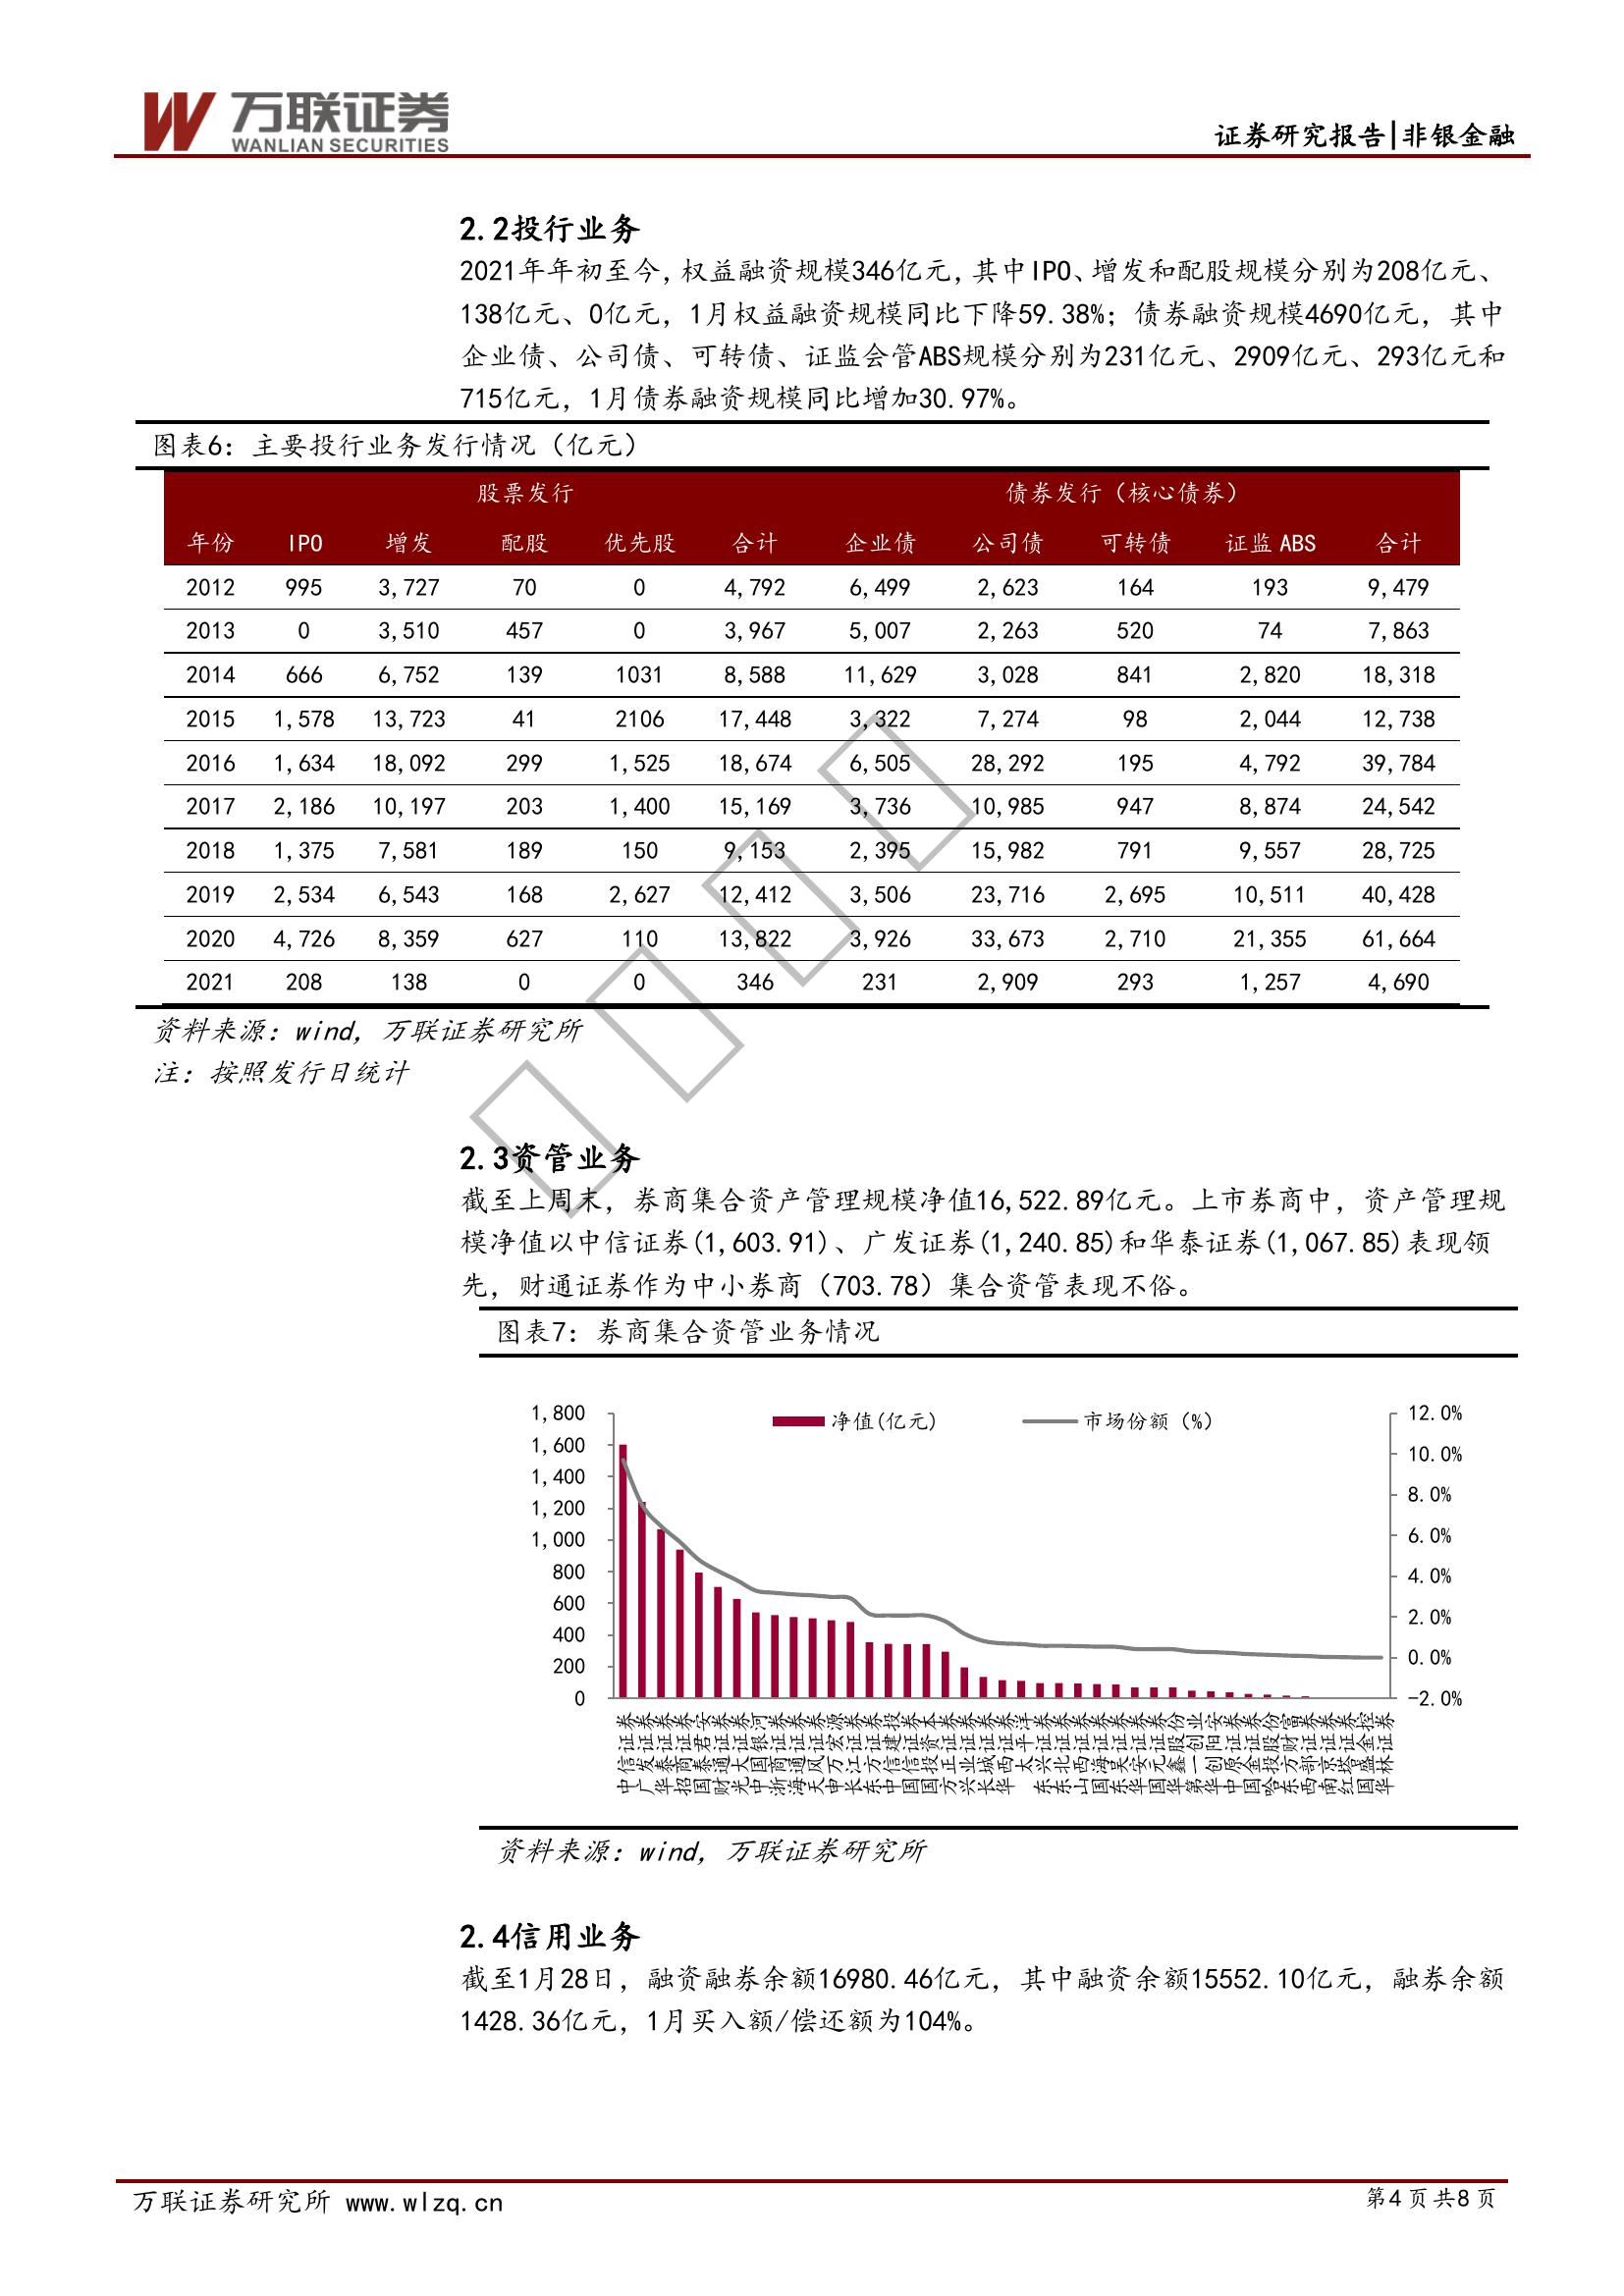 万联证券
WANLIAN SECURITIES
证券研究报告|非银金融
2.2投行业务
2021年年初至今,权益融资规模346亿元,其中IPO、增发和配股规模分别为208亿元、
138亿元、0亿元，1月权益融资规模同比下降59.38%；债券融资规模4690亿元，其中
企业债、公司债、可转债、证监会管ABS规模分别为231亿元、2909亿元、293亿元和
715亿元，1月债券融资规模同比增加30.97%。
图表6：主要投行业务发行情况（亿元）
股票发行 债券发行（核心债券）
年份 IPO 增发 配股 优先股 合计 企业债 公司债 可转债 证监 ABS 合计
2012 995 3,727 70 0 4,792 6,499 2,623 164 193 9,479
2013 0 3,510 457 0 3,967 5,007 2,263 520 74 7,863
2014 666 6,752 139 1031 8,588 11,629 3,028 841 2,820 18,318
2015 1,578 13,723 41 2106 17,448 3,322 7,274 98 2,044 12,738
2016 1,634 18,092 299 1,525 18,674 6,505 28,292 195 4,792 39,784
2017 2,186 10,197 203 1,400 15,169 3,736 10,985 947 8,874 24,542
2018 1,375 7,581 189 150 9,153 2,395 15,982 791 9,557 28,725
2019 2,534 6,543 168 2,627 12,412 3,506 23,716 2,695 10,511 40,428
2020 4,726 8,359 627 110 13,822 3,926 33,673 2,710 21,355 61,664
2021 208 138 0 0 346 231 2,909 293 1,257 4,690
资料来源：wind，万联证券研究所
注：按照发行日统计
2.3资管业务
截至上周末，券商集合资产管理规模净值16,522.89亿元。上市券商中，资产管理规
模净值以中信证券(1,603.91)、广发证券(1,240.85)和华泰证券(1,067.85)表现领
先，财通证券作为中小券商（703.78）集合资管表现不俗。
图表7：券商集合资管业务情况
净值(亿元) 市场份额（%）
1,800 12.0%
1,600 10.0%
1,400 8.0%
1,200 6.0%
1,000 4.0%
800 2.0%
600 0.0%
400 -2.0%
200
0
中信证券
广发证券
华泰证券
招商证券
国泰君安
财通证券
光大证券
中国银河
浙商证券
海通证券
天风证券
申万宏源
长江证券
东方证券
中信建投
国信证券
国投资本
方正证券
兴业证券
长城证券
华西证券
太平洋
东兴证券
东北证券
山西证券
国海证券
东吴证券
华安证券
国元证券
华鑫股份
第一创业
华创阳安
中原证券
国金证券
哈投股份
东方财富
西部证券
南京证券
红塔证券
国盛金控
华林证券
资料来源：wind，万联证券研究所
2.4信用业务
截至1月28日，融资融券余额16980.46亿元，其中融资余额15552.10亿元，融券余额
1428.36亿元，1月买入额/偿还额为104%。
万联证券研究所 www.wlzq.cn
第4页共8页